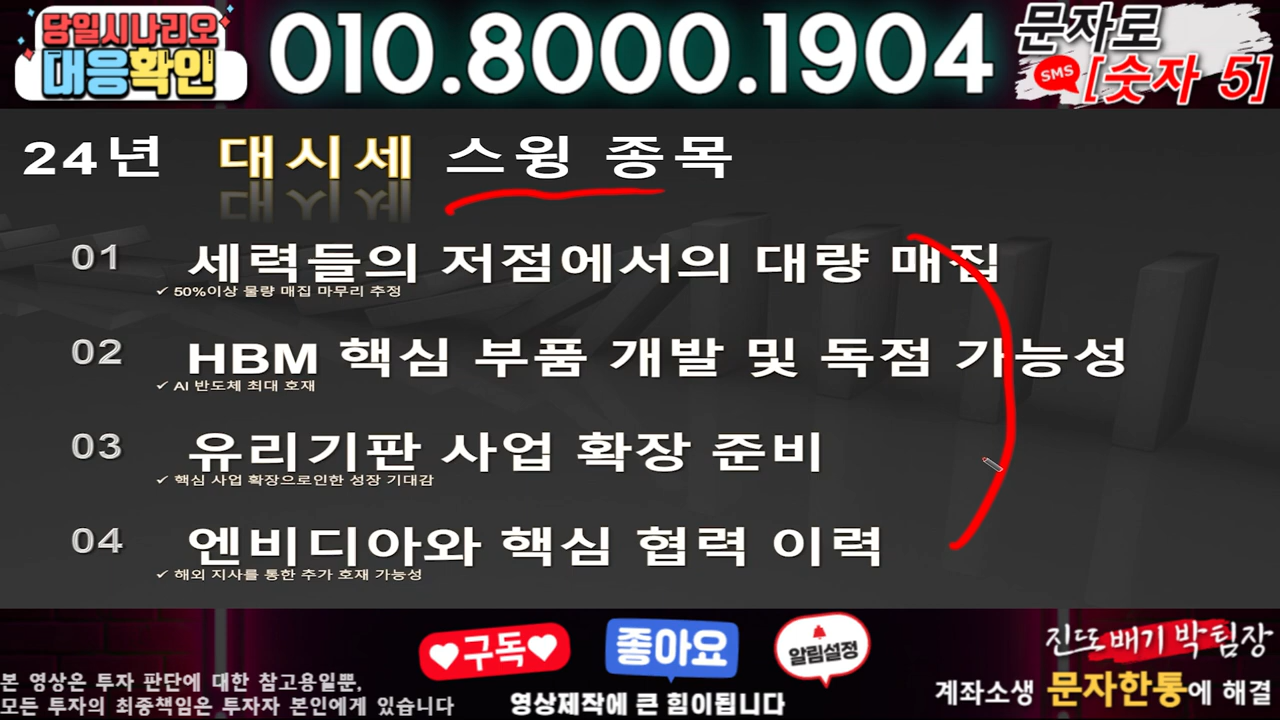 당일시나리오
대응확인
010.8000.1904
문자로
SMS [숫자 5]
24년 대시세 스윙 종목
01 세력들의 저점에서의 대량 매집
✓ 50%이상 물량 매집 마무리 추정
02 HBM 핵심 부품 개발 및 독점 가능성
✓ AI 반도체 최대 호재
03 유리기판 사업 확장 준비
✓ 핵심 사업 확장으로인한 성장 기대감
04 엔비디아와 핵심 협력 이력
✓ 해외 지사를 통한 추가 호재 가능성
본 영상은 투자 판단에 대한 참고용일뿐,
모든 투자의 최종책임은 투자자 본인에게 있습니다
구독
좋아요
알림설정
영상제작에 큰 힘이됩니다
진또배기 박팀장
계좌소생 문자한통에 해결